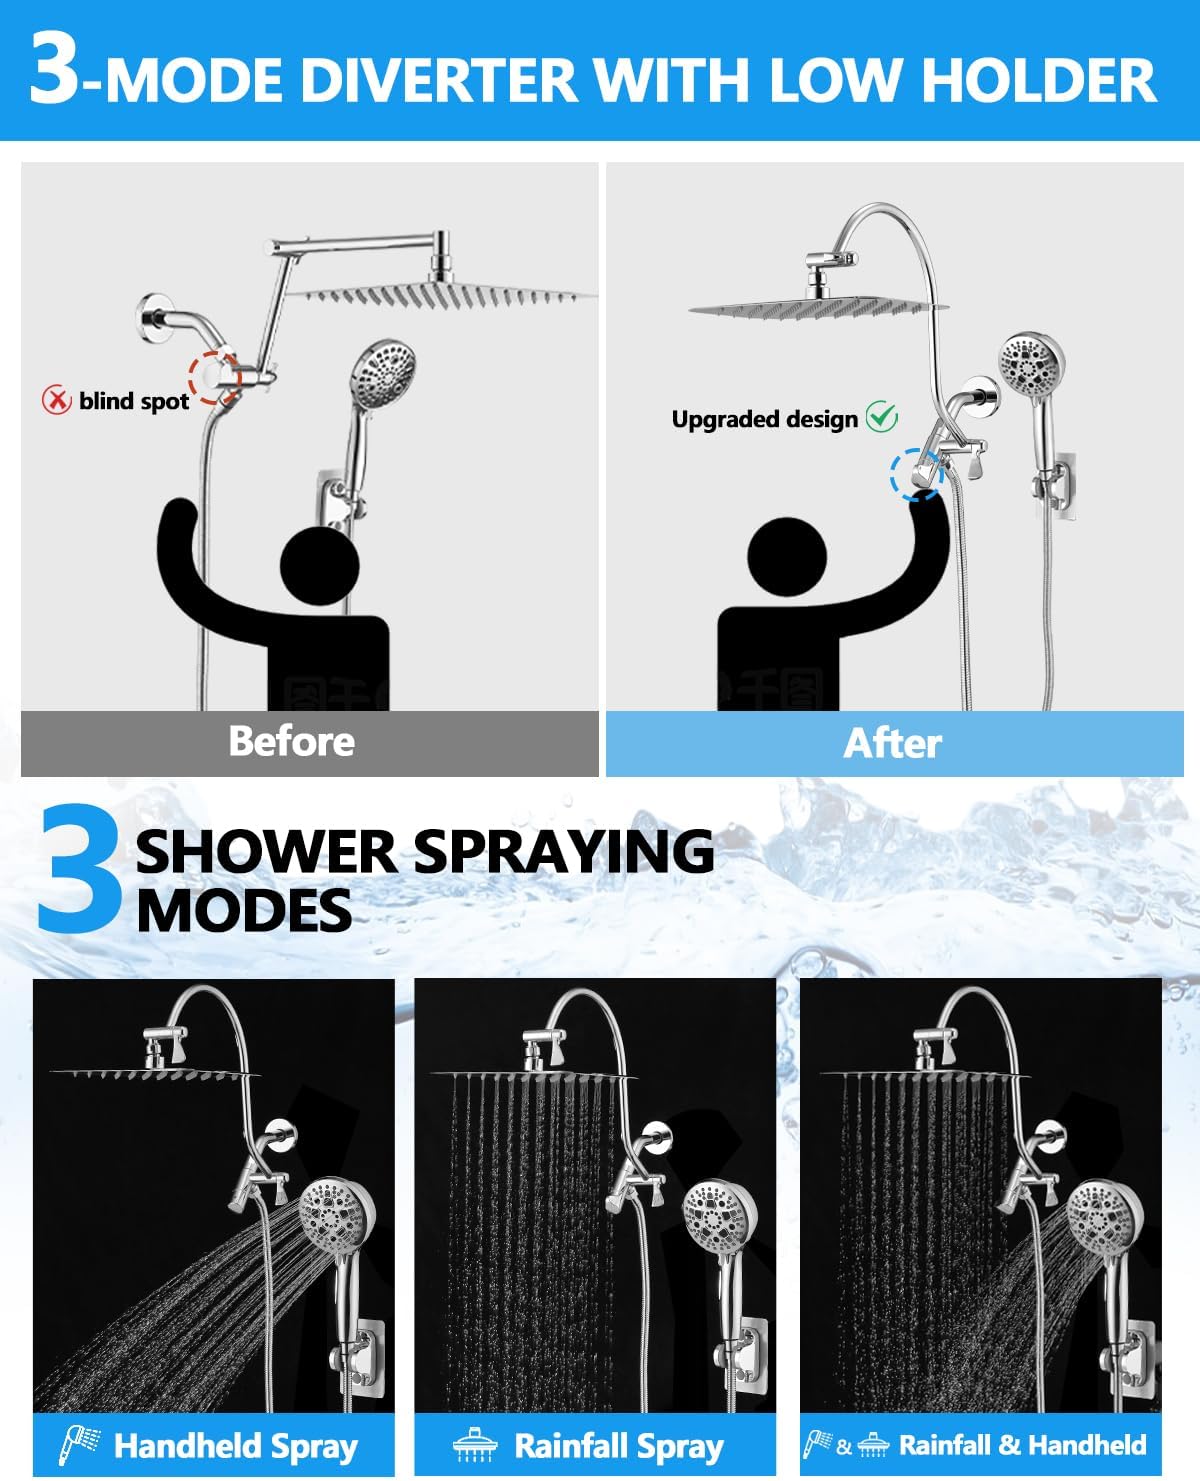 3-MODE DIVERTER WITH LOW HOLDER
blind spot
Upgraded design
Before
After
3 SHOWER SPRAYING
MODES
Handheld Spray
Rainfall Spray
& Rainfall & Handheld